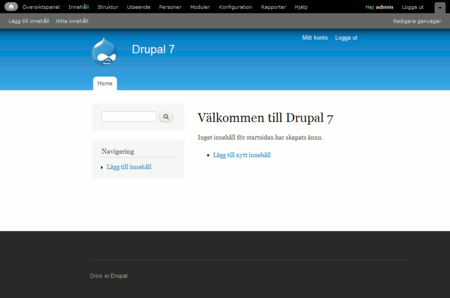 Översiktspanel Innehåll Struktur Utseende Personer Moduler Konfiguration Rapporter Hjälp Hej admin Logga ut
Lägg till innehåll Hitta innehåll Redigera genvägar
Mitt konto Logga ut
Drupal 7
Home
Välkommen till Drupal 7
Inget innehåll för startsidan har skapats ännu.
Navigering
Lägg till nytt innehåll
Lägg till innehåll
Drivs av Drupal